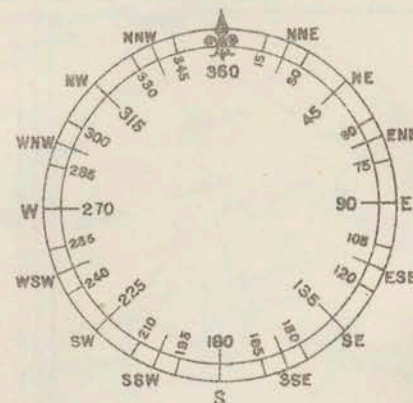 NNW NNE
330 345 360 15 30
NW NE
315 45
WNW 300 60 ENE
285 75
W 270 90 E
255 105
WSW 240 120 ESE
225 135
SW SE
210 195 180 165 150
SSW SSE
S